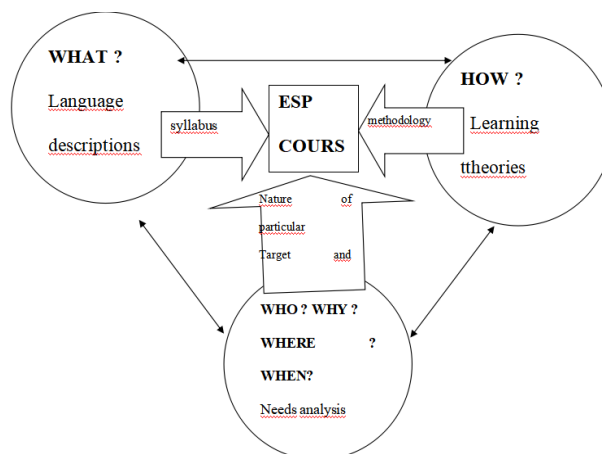 WHAT ?
Language
descriptions
syllabus
ESP
COURS
methodology
HOW ?
Learning
ttheories
Nature of
particular
Target and
WHO ? WHY ?
WHERE ?
WHEN?
Needs analysis